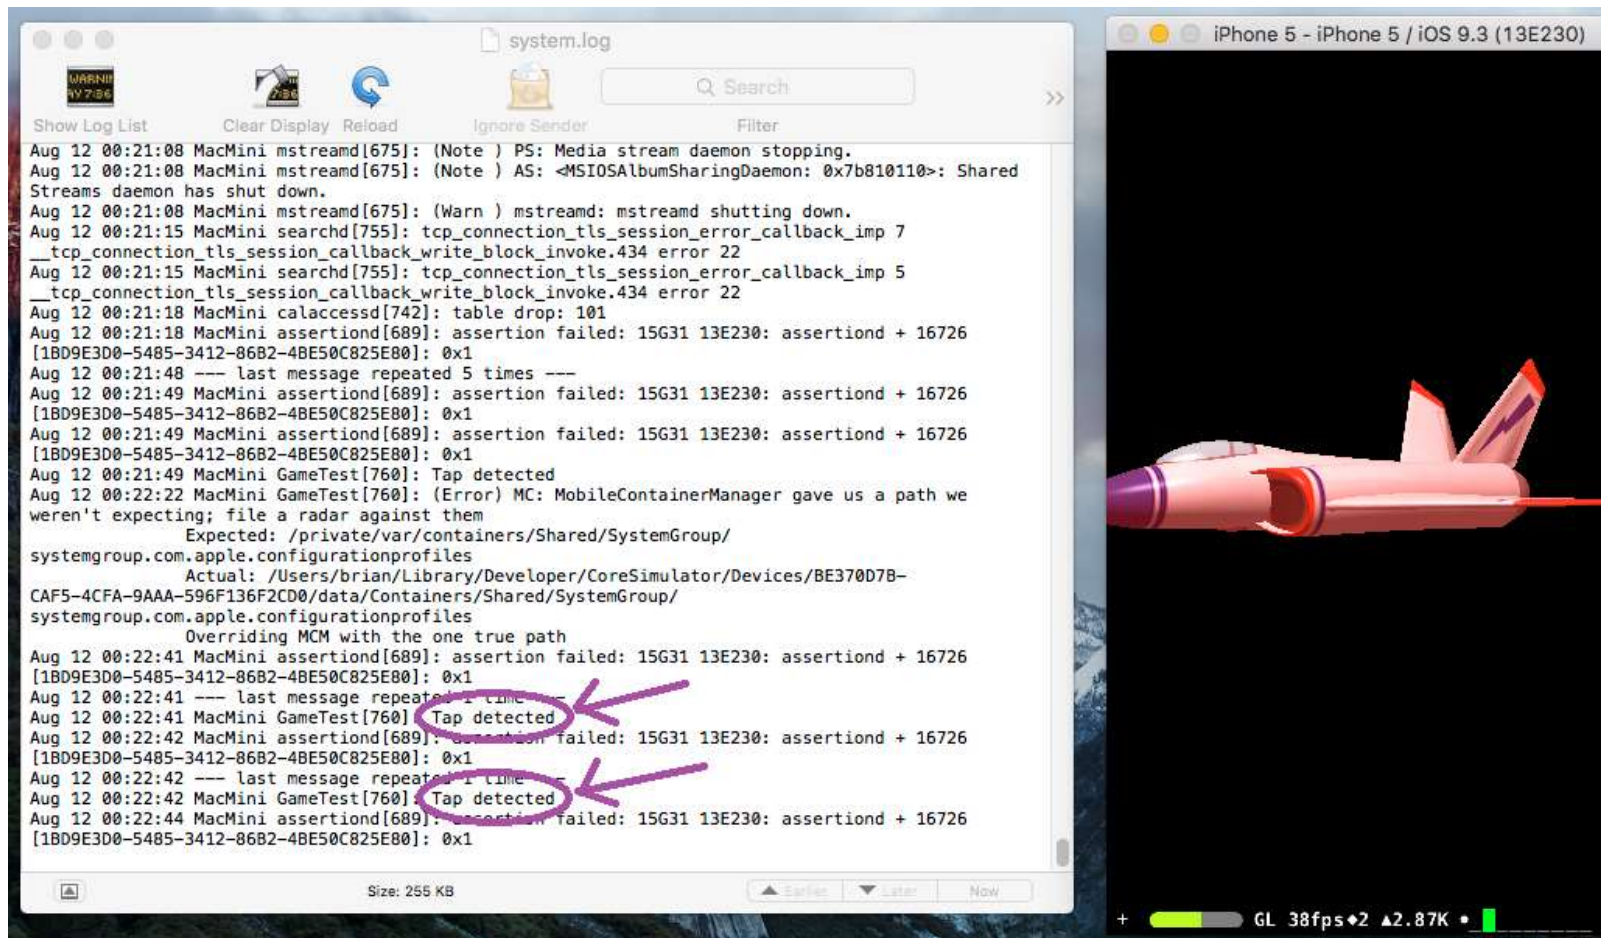 system.log
iPhone 5 - iPhone 5 / iOS 9.3 (13E230)
WARNIN
AY 7:86
7:86
Search
Show Log List
Clear Display
Reload
Ignore Sender
Filter
Aug 12 00:21:08 MacMini mstreamd[675]: (Note ) PS: Media stream daemon stopping.
Aug 12 00:21:08 MacMini mstreamd[675]: (Note ) AS: <MSIOSAlbumSharingDaemon: 0x7b810110>: Shared
Streams daemon has shut down.
Aug 12 00:21:08 MacMini mstreamd[675]: (Warn ) mstreamd: mstreamd shutting down.
Aug 12 00:21:15 MacMini searchd[755]: tcp_connection_tls_session_error_callback_imp 7
__tcp_connection_tls_session_callback_write_block_invoke.434 error 22
Aug 12 00:21:15 MacMini searchd[755]: tcp_connection_tls_session_error_callback_imp 5
__tcp_connection_tls_session_callback_write_block_invoke.434 error 22
Aug 12 00:21:18 MacMini calaccessd[742]: table drop: 101
Aug 12 00:21:18 MacMini assertiond[689]: assertion failed: 15G31 13E230: assertiond + 16726
[1BD9E3D0-5485-3412-86B2-4BE50C825E80]: 0x1
Aug 12 00:21:48 --- last message repeated 5 times ---
Aug 12 00:21:49 MacMini assertiond[689]: assertion failed: 15G31 13E230: assertiond + 16726
[1BD9E3D0-5485-3412-86B2-4BE50C825E80]: 0x1
Aug 12 00:21:49 MacMini assertiond[689]: assertion failed: 15G31 13E230: assertiond + 16726
[1BD9E3D0-5485-3412-86B2-4BE50C825E80]: 0x1
Aug 12 00:21:49 MacMini GameTest[760]: Tap detected
Aug 12 00:22:22 MacMini GameTest[760]: (Error) MC: MobileContainerManager gave us a path we
weren't expecting; file a radar against them
Expected: /private/var/containers/Shared/SystemGroup/
systemgroup.com.apple.configurationprofiles
Actual: /Users/brian/Library/Developer/CoreSimulator/Devices/BE370D7B-
CAF5-4CFA-9AAA-596F136F2CD0/data/Containers/Shared/SystemGroup/
systemgroup.com.apple.configurationprofiles
Overriding MCM with the one true path
Aug 12 00:22:41 MacMini assertiond[689]: assertion failed: 15G31 13E230: assertiond + 16726
[1BD9E3D0-5485-3412-86B2-4BE50C825E80]: 0x1
Aug 12 00:22:41 --- last message repeated 1 time ---
Aug 12 00:22:41 MacMini GameTest[760]: Tap detected
Aug 12 00:22:42 MacMini assertiond[689]: assertion failed: 15G31 13E230: assertiond + 16726
[1BD9E3D0-5485-3412-86B2-4BE50C825E80]: 0x1
Aug 12 00:22:42 --- last message repeated 1 time ---
Aug 12 00:22:42 MacMini GameTest[760]: Tap detected
Aug 12 00:22:44 MacMini assertiond[689]: assertion failed: 15G31 13E230: assertiond + 16726
[1BD9E3D0-5485-3412-86B2-4BE50C825E80]: 0x1
Size: 255 KB
Earlier
Later
Now
+ GL 38fps◆2 ▲2.87K